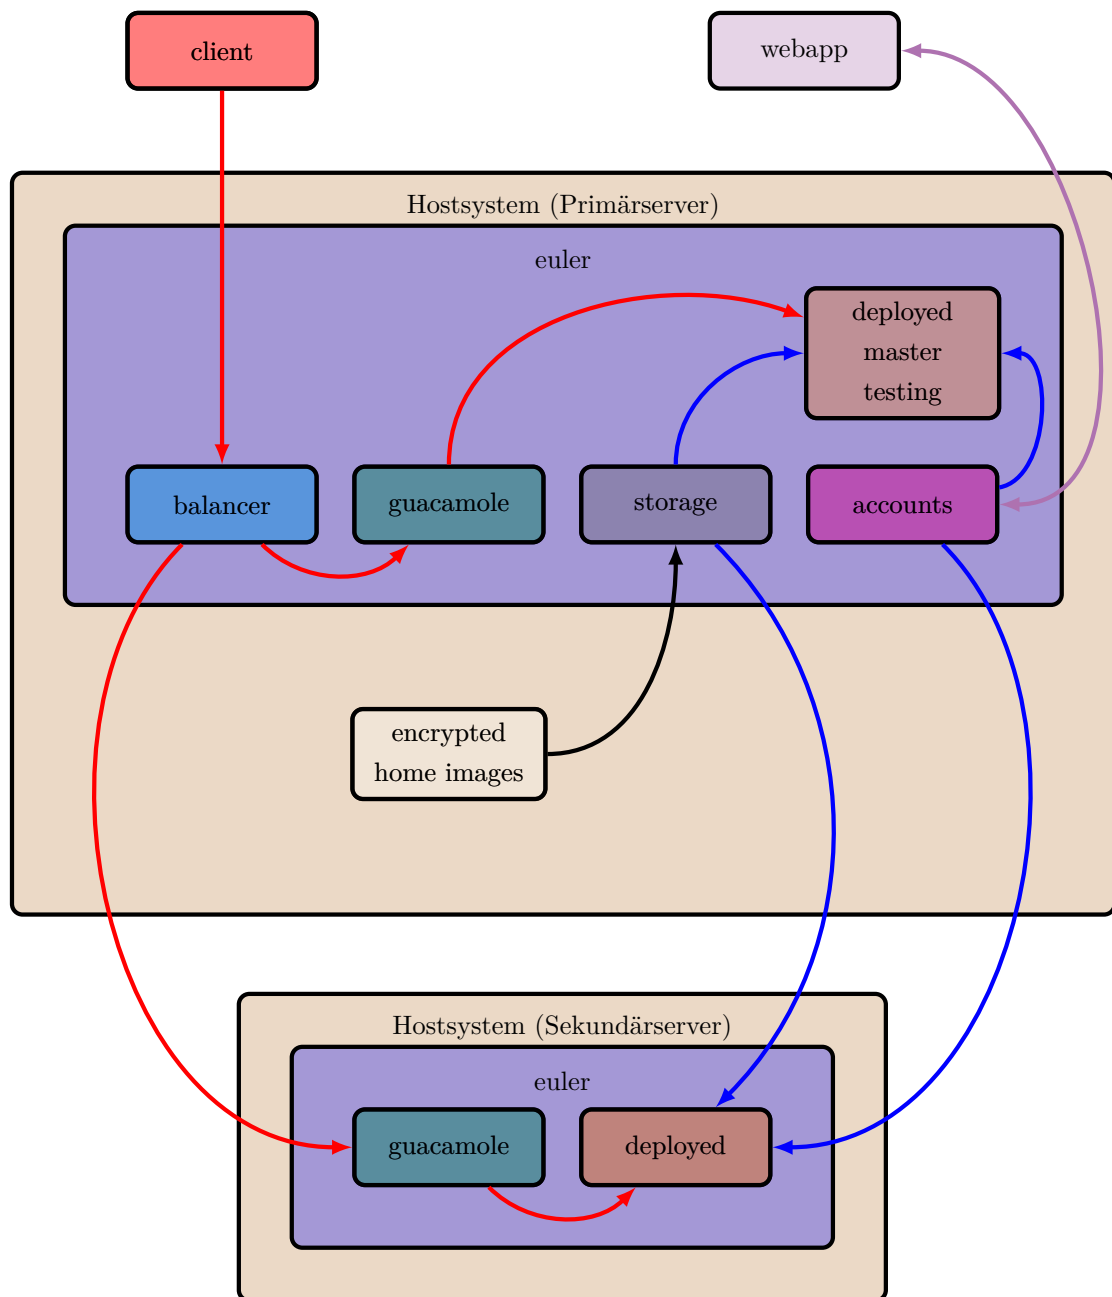 client
webapp
Hostsystem (Primärserver)
euler
deployed
master
testing
balancer
guacamole
storage
accounts
encrypted
home images
Hostsystem (Sekundärserver)
euler
guacamole
deployed